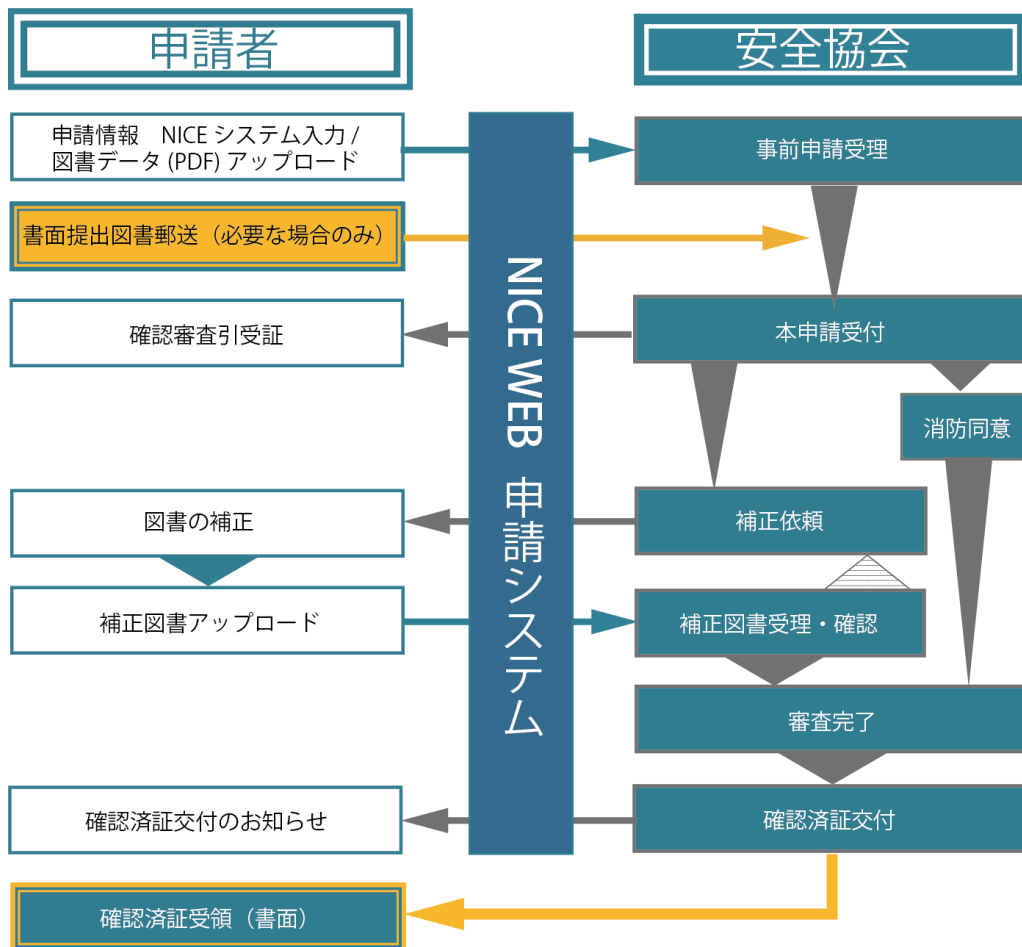 申請者
安全協会
申請情報　NICE システム入力 /
図書データ (PDF) アップロード
事前申請受理
書面提出図書郵送（必要な場合のみ）
NICE WEB 申請システム
確認審査引受証
本申請受付
消防同意
図書の補正
補正依頼
補正図書アップロード
補正図書受理・確認
審査完了
確認済証交付のお知らせ
確認済証交付
確認済証受領（書面）